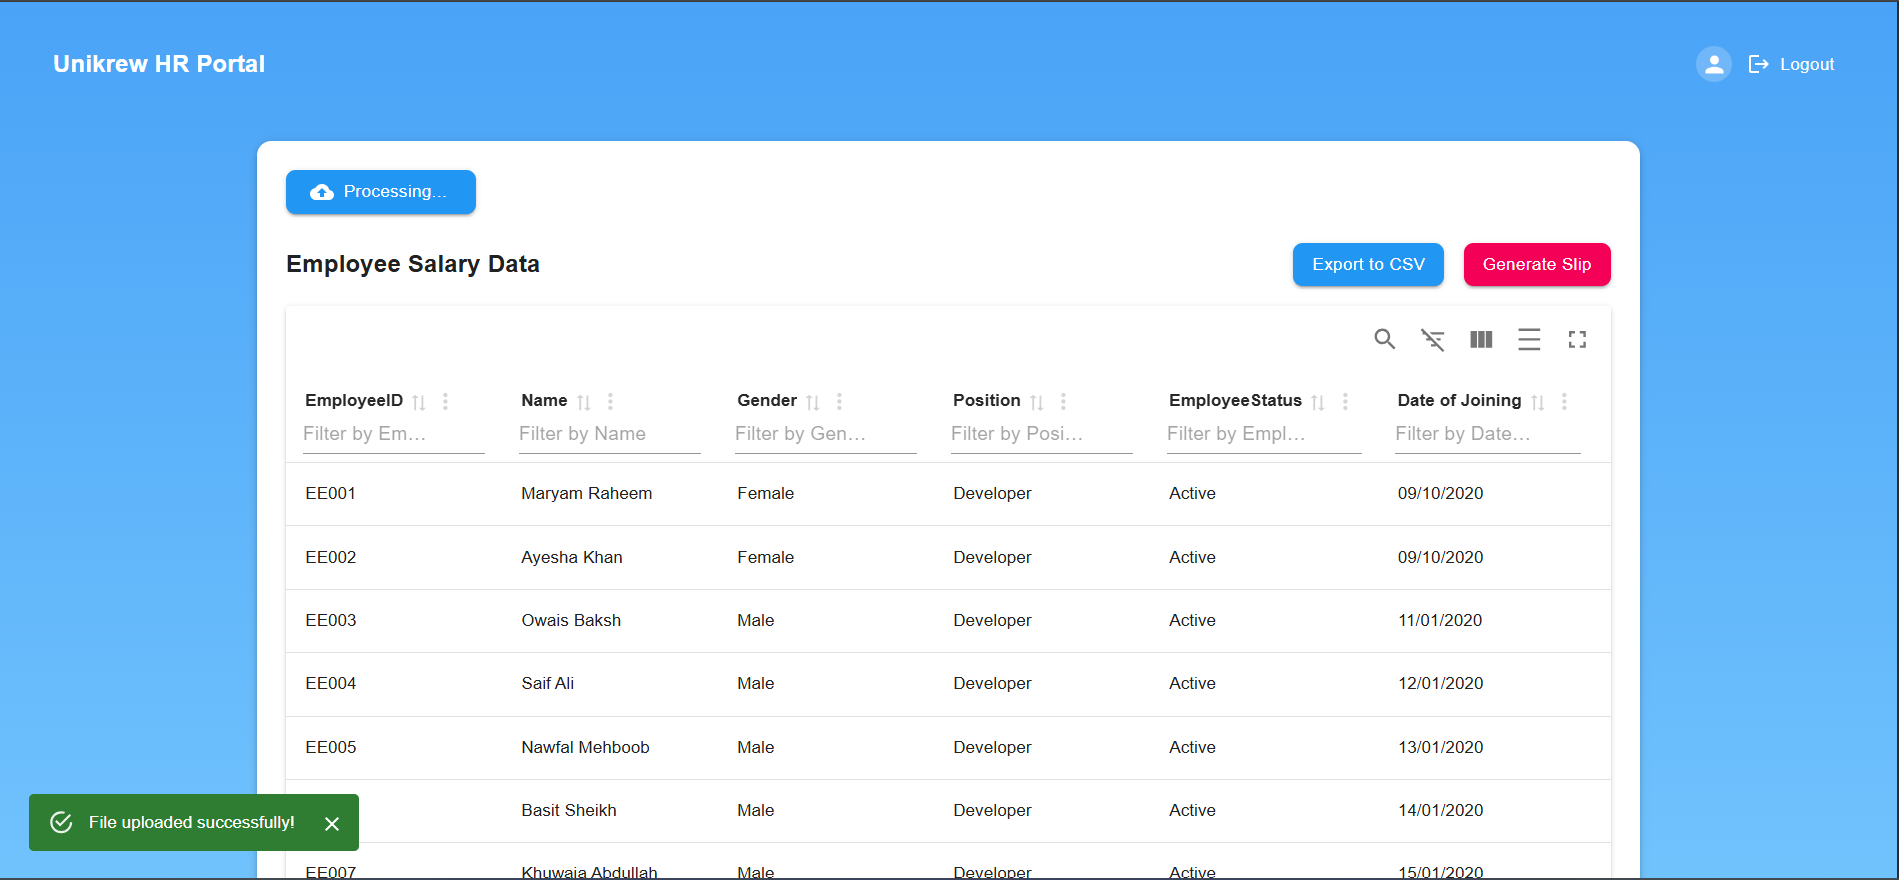 Unikrew HR Portal
Logout
Processing...
Employee Salary Data
Export to CSV
Generate Slip
EmployeeID Name Gender Position EmployeeStatus Date of Joining
Filter by Em... Filter by Name Filter by Gen... Filter by Posi... Filter by Empl... Filter by Date...
EE001 Maryam Raheem Female Developer Active 09/10/2020
EE002 Ayesha Khan Female Developer Active 09/10/2020
EE003 Owais Baksh Male Developer Active 11/01/2020
EE004 Saif Ali Male Developer Active 12/01/2020
EE005 Nawfal Mehboob Male Developer Active 13/01/2020
Basit Sheikh Male Developer Active 14/01/2020
File uploaded successfully!
EE007 Khuwaja Abdullah Male Developer Active 15/01/2020